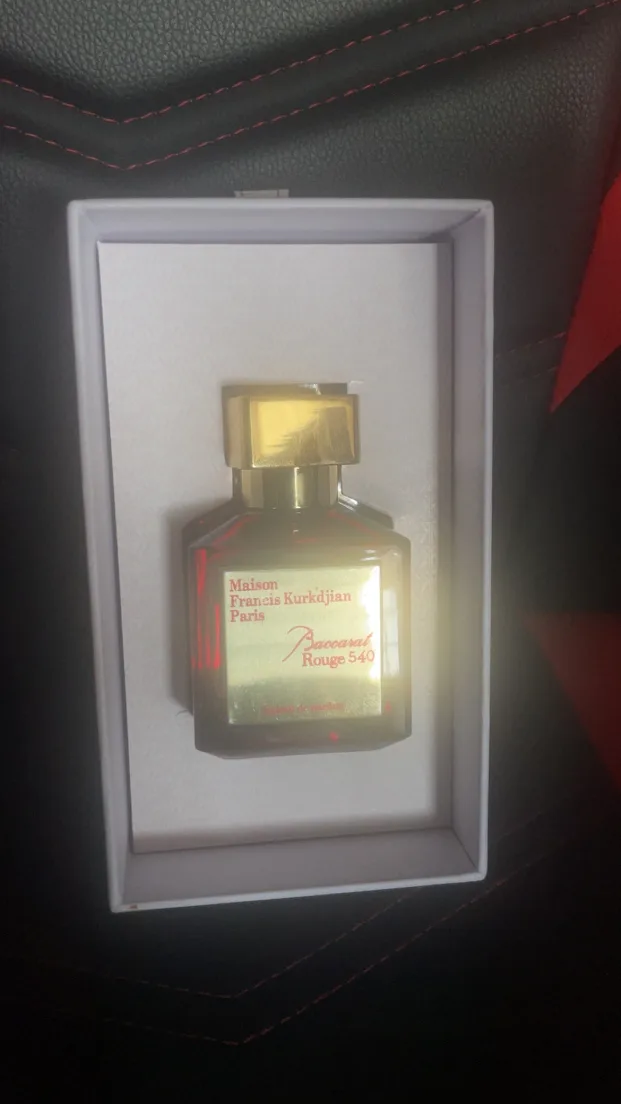 Maison
Francis Kurkdjian
Paris
Baccarat
Rouge 540